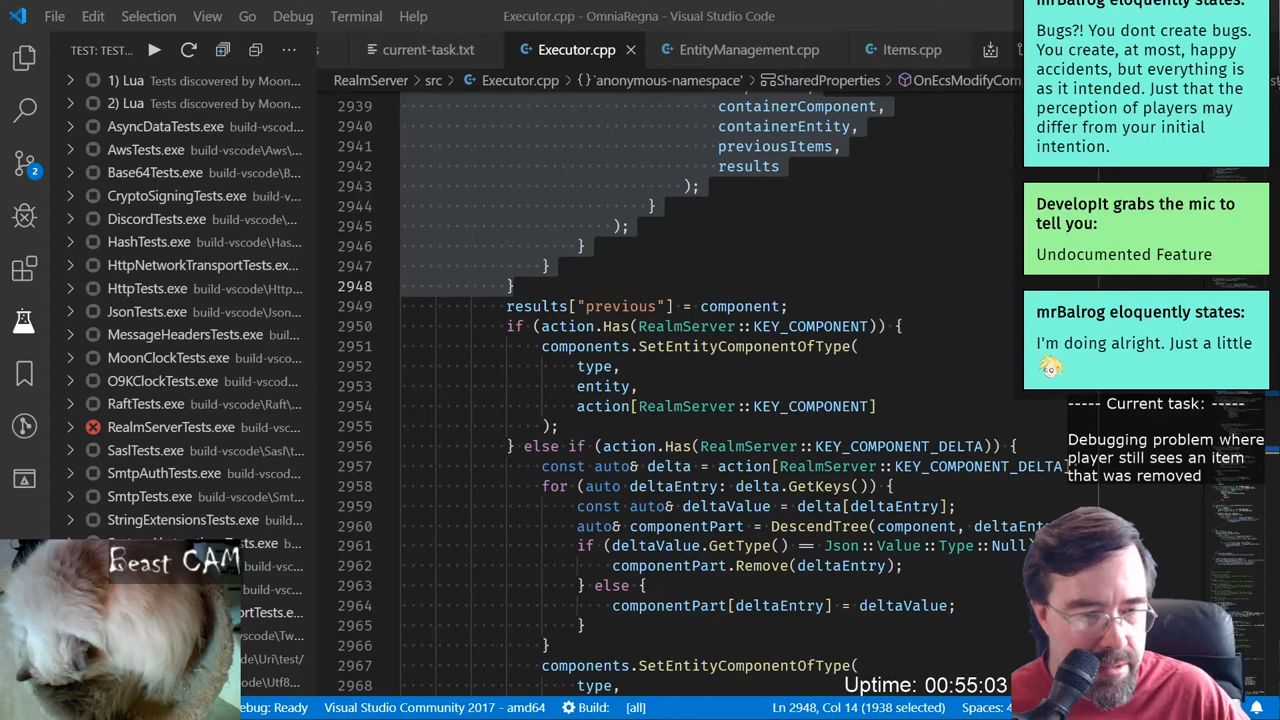 File Edit Selection View Go Debug Terminal Help
Executor.cpp - OmniaRegna - Visual Studio Code
TEST: TEST...
current-task.txt
Executor.cpp
EntityManagement.cpp
Items.cpp
RealmServer > src > Executor.cpp > {} `anonymous-namespace' > SharedProperties > OnEcsModifyCom
1) Lua Tests discovered by Moon...
2) Lua Tests discovered by Moon...
AsyncDataTests.exe build-vscode...
AwsTests.exe build-vscode\Aws\...
Base64Tests.exe build-vscode\B...
CryptoSigningTests.exe build-v...
DiscordTests.exe build-vscode\...
HashTests.exe build-vscode\Has...
HttpNetworkTransportTests.exe...
HttpTests.exe build-vscode\Http...
JsonTests.exe build-vscode\Json...
MessageHeadersTests.exe build...
MoonClockTests.exe build-vsco...
O9KClockTests.exe build-vscod...
RaftTests.exe build-vscode\Raft\...
RealmServerTests.exe build-vsc...
SaslTests.exe build-vscode\Sasl\t...
SmtpAuthTests.exe build-vscod...
SmtpTests.exe build-vscode\Smt...
StringExtensionsTests.exe build...
2
2939 containerComponent,
2940 containerEntity,
2941 previousItems,
2942 results
2943 );
2944 }
2945 );
2946 }
2947 }
2948 }
2949 results["previous"] = component;
2950 if (action.Has(RealmServer::KEY_COMPONENT)) {
2951 components.SetEntityComponentOfType(
2952 type,
2953 entity,
2954 action[RealmServer::KEY_COMPONENT]
2955 );
2956 } else if (action.Has(RealmServer::KEY_COMPONENT_DELTA)) {
2957 const auto& delta = action[RealmServer::KEY_COMPONENT_DELTA]
2958 for (auto deltaEntry: delta.GetKeys()) {
2959 const auto& deltaValue = delta[deltaEntry];
2960 auto& componentPart = DescendTree(component, deltaEnt
2961 if (deltaValue.GetType() == Json::Value::Type::Null)
2962 componentPart.Remove(deltaEntry);
2963 } else {
2964 componentPart[deltaEntry] = deltaValue;
2965 }
2966 }
2967 components.SetEntityComponentOfType(
2968 type,
mrBalrog eloquently states:
Bugs?! You dont create bugs.
You create, at most, happy
accidents, but everything is
as it intended. Just that the
perception of players may
differ from your initial
intention.
DevelopIt grabs the mic to
tell you:
Undocumented Feature
mrBalrog eloquently states:
I'm doing alright. Just a little
----- Current task: -----
Debugging problem where
player still sees an item
that was removed
Beast CAM
Uptime: 00:55:03
Debug: Ready
Visual Studio Community 2017 - amd64
Build: [all]
Ln 2948, Col 14 (1938 selected)
Spaces: 4